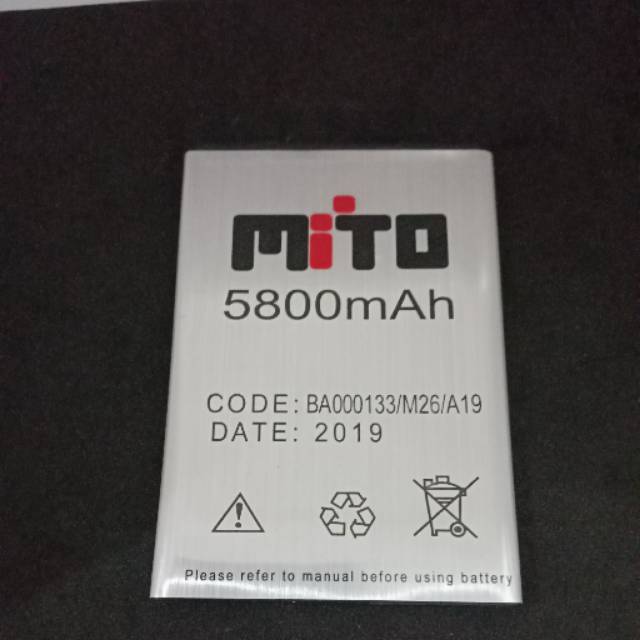 MiTO
5800mAh
CODE: BA000133/M26/A19
DATE: 2019
Please refer to manual before using battery